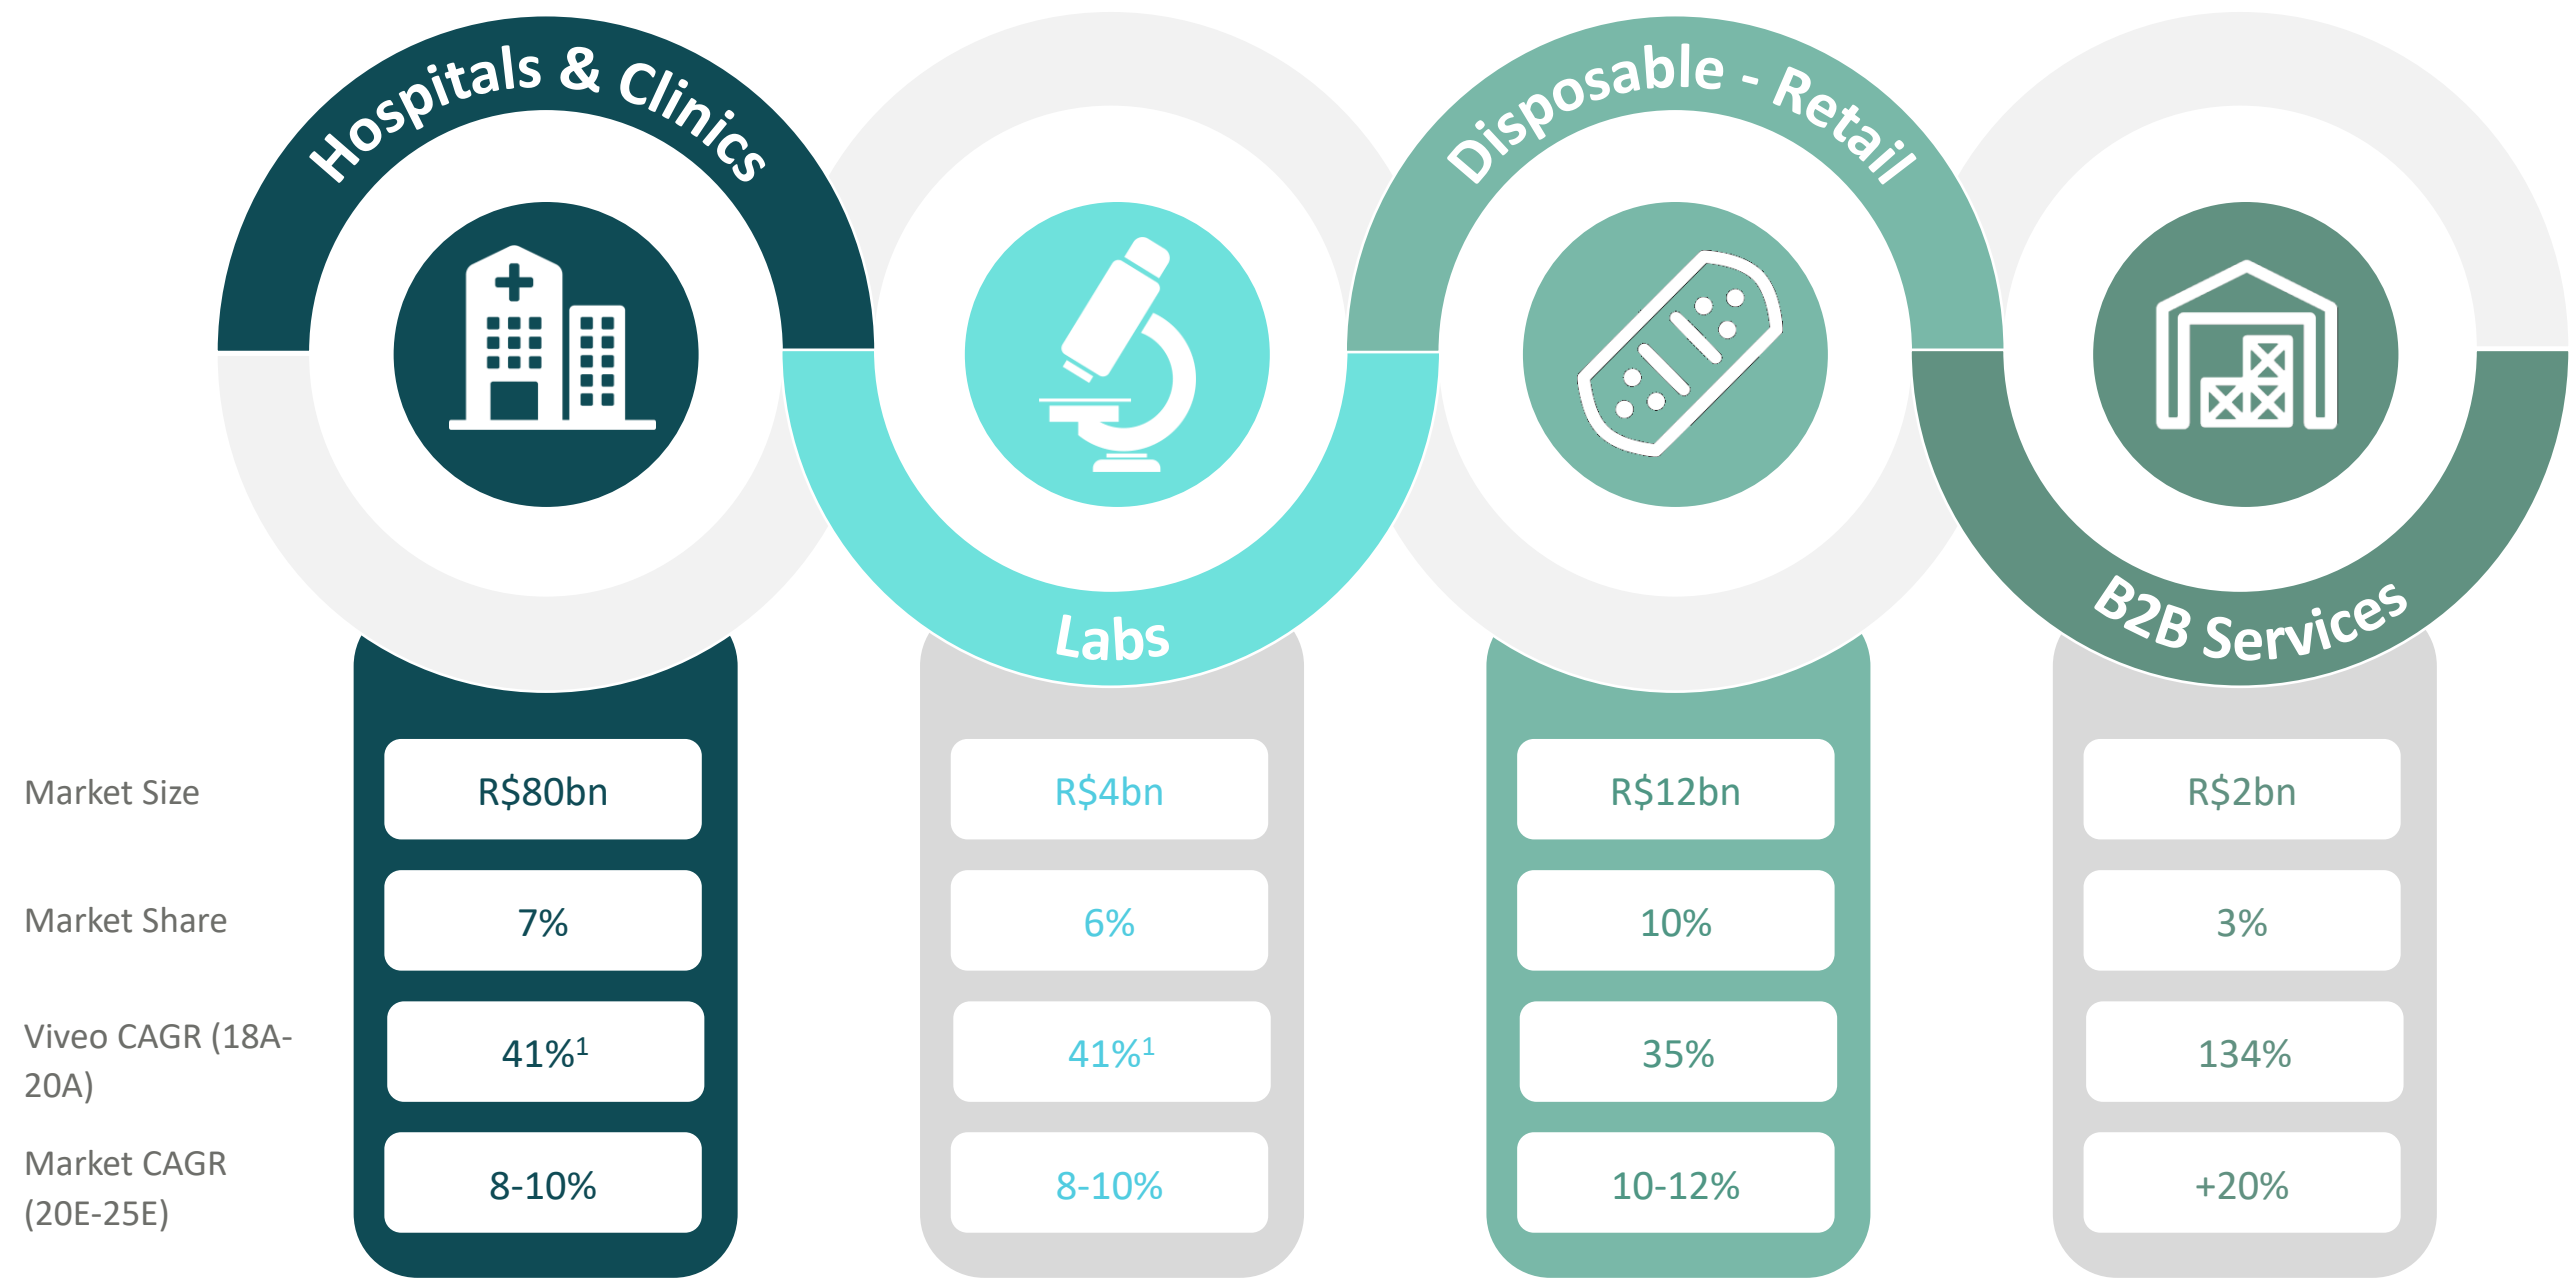 Hospitals & Clinics
Disposable - Retail
Labs
B2B Services
Market Size
R$80bn
R$4bn
R$12bn
R$2bn
Market Share
7%
6%
10%
3%
Viveo CAGR (18A-
20A)
41%¹
41%¹
35%
134%
Market CAGR
(20E-25E)
8-10%
8-10%
10-12%
+20%